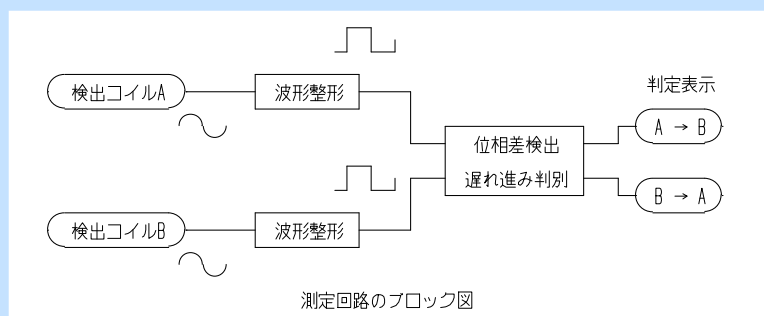 判定表示
検出コイルA
波形整形
A → B
位相差検出
遅れ進み判別
B → A
検出コイルB
波形整形
測定回路のブロック図